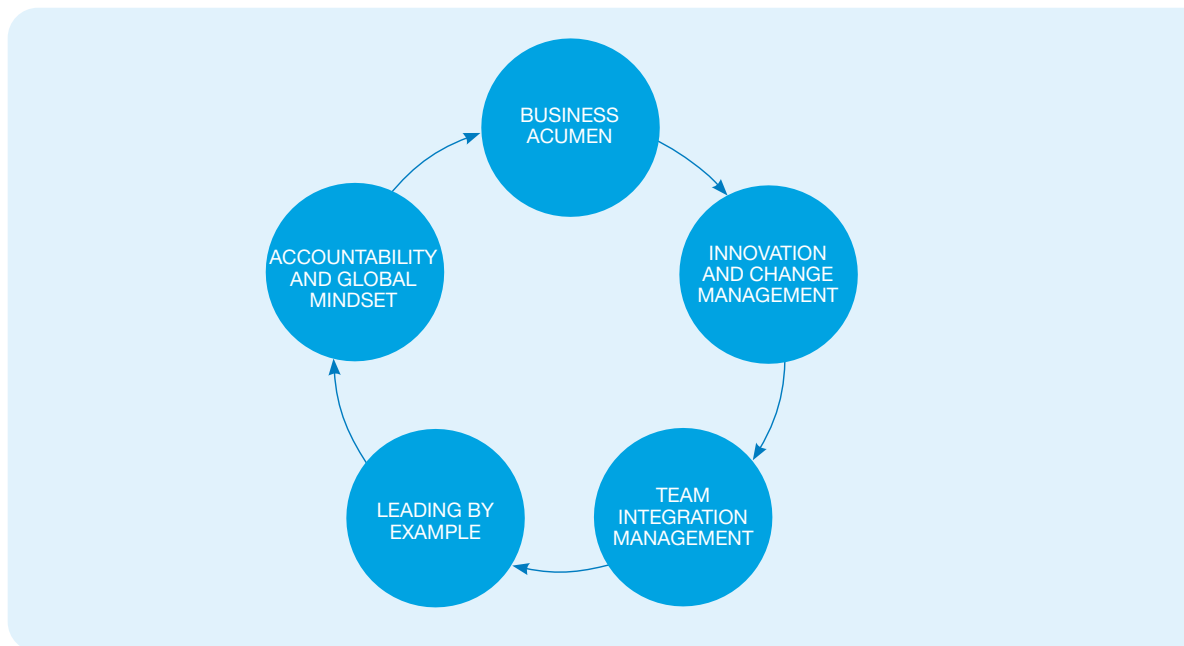 BUSINESS
ACUMEN
INNOVATION
AND CHANGE
MANAGEMENT
TEAM
INTEGRATION
MANAGEMENT
LEADING BY
EXAMPLE
ACCOUNTABILITY
AND GLOBAL
MINDSET